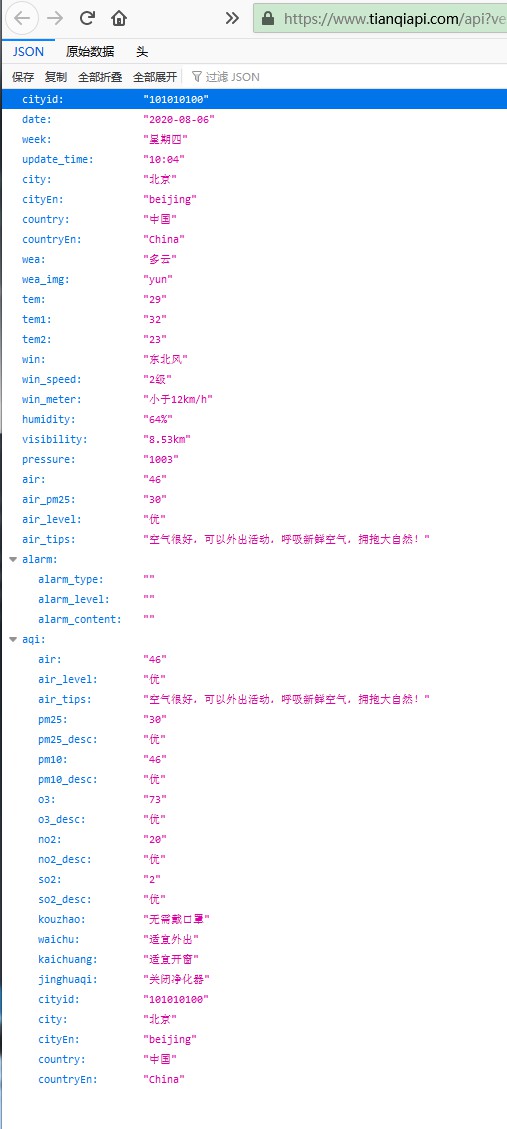 https://www.tianqiapi.com/api?ve
JSON 原始数据 头
保存 复制 全部折叠 全部展开 过滤 JSON
cityid: "101010100"
date: "2020-08-06"
week: "星期四"
update_time: "10:04"
city: "北京"
cityEn: "beijing"
country: "中国"
countryEn: "China"
wea: "多云"
wea_img: "yun"
tem: "29"
tem1: "32"
tem2: "23"
win: "东北风"
win_speed: "2级"
win_meter: "小于12km/h"
humidity: "64%"
visibility: "8.53km"
pressure: "1003"
air: "46"
air_pm25: "30"
air_level: "优"
air_tips: "空气很好，可以外出活动，呼吸新鲜空气，拥抱大自然！"
alarm:
alarm_type: ""
alarm_level: ""
alarm_content: ""
aqi:
air: "46"
air_level: "优"
air_tips: "空气很好，可以外出活动，呼吸新鲜空气，拥抱大自然！"
pm25: "30"
pm25_desc: "优"
pm10: "46"
pm10_desc: "优"
o3: "73"
o3_desc: "优"
no2: "20"
no2_desc: "优"
so2: "2"
so2_desc: "优"
kouzhao: "无需戴口罩"
waichu: "适宜外出"
kaichuang: "适宜开窗"
jinghuaqi: "关闭净化器"
cityid: "101010100"
city: "北京"
cityEn: "beijing"
country: "中国"
countryEn: "China"